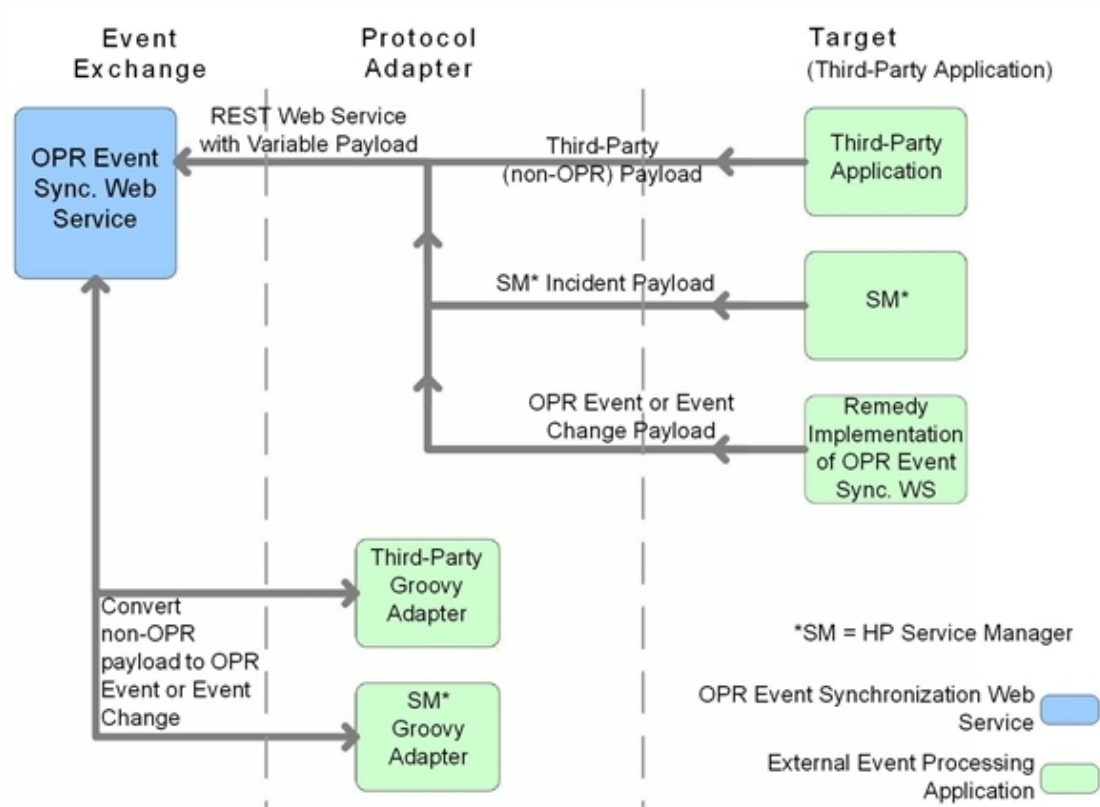 Event
Exchange
Protocol
Adapter
Target
(Third-Party Application)
OPR Event
Sync. Web
Service
REST Web Service
with Variable Payload
Third-Party
(non-OPR) Payload
Third-Party
Application
SM* Incident Payload
SM*
OPR Event or Event
Change Payload
Remedy
Implementation
of OPR Event
Sync. WS
Third-Party
Groovy
Adapter
Convert
non-OPR
payload to OPR
Event or Event
Change
SM*
Groovy
Adapter
*SM = HP Service Manager
OPR Event Synchronization Web
Service
External Event Processing
Application